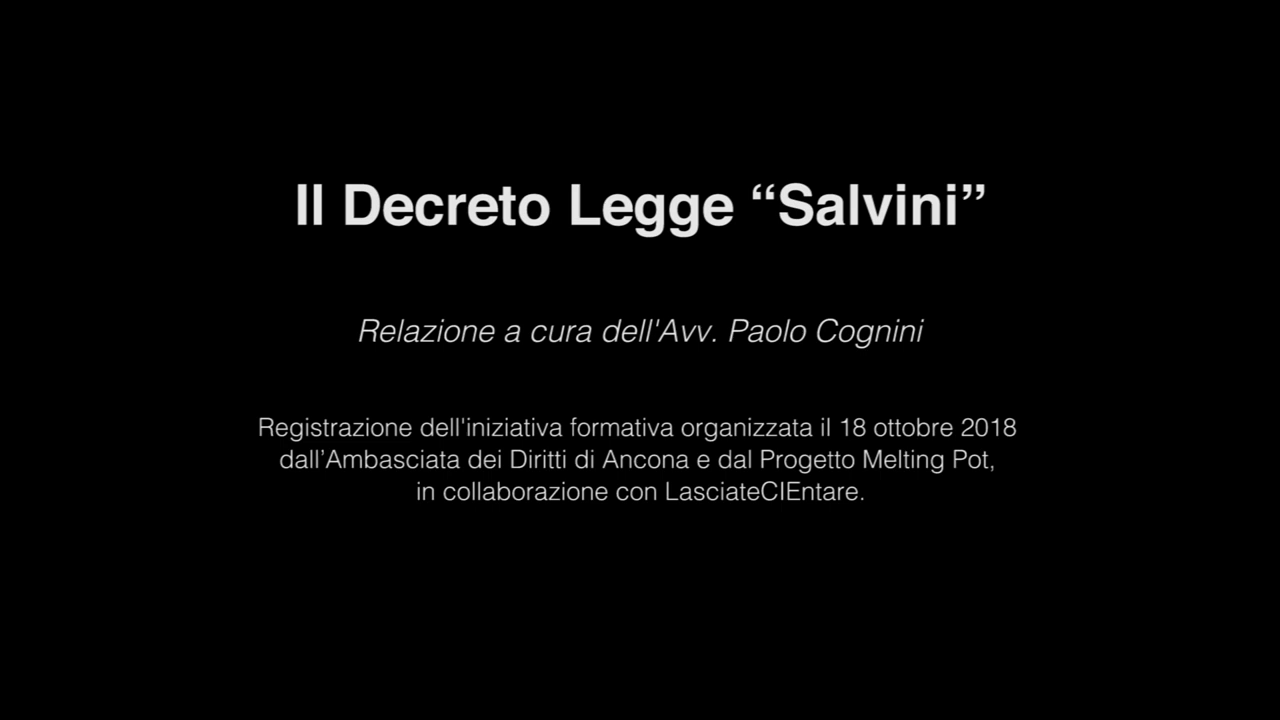 Il Decreto Legge “Salvini”
Relazione a cura dell'Avv. Paolo Cognini
Registrazione dell'iniziativa formativa organizzata il 18 ottobre 2018
dall’Ambasciata dei Diritti di Ancona e dal Progetto Melting Pot,
in collaborazione con LasciateCIEntare.